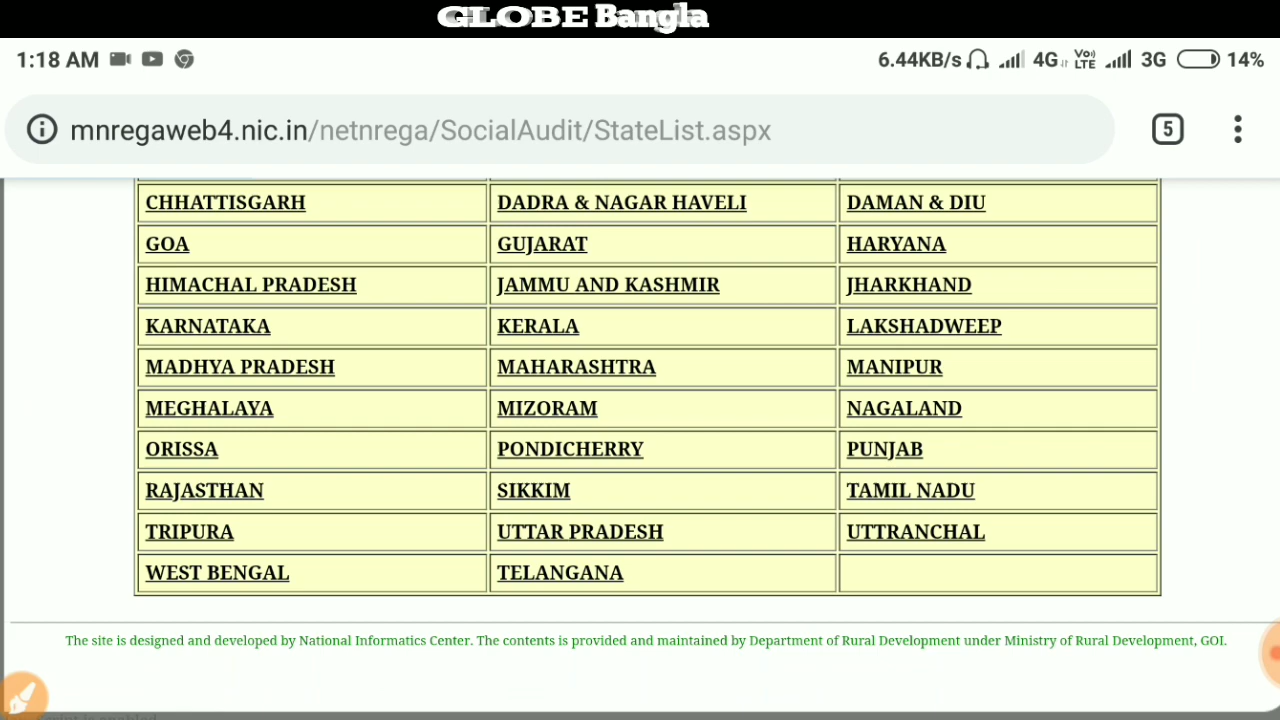 GLOBE Bangla
1:18 AM 6.44KB/s 4G VoLTE 3G 14%
mnregaweb4.nic.in/netnrega/SocialAudit/StateList.aspx 5
CHHATTISGARH DADRA & NAGAR HAVELI DAMAN & DIU
GOA GUJARAT HARYANA
HIMACHAL PRADESH JAMMU AND KASHMIR JHARKHAND
KARNATAKA KERALA LAKSHADWEEP
MADHYA PRADESH MAHARASHTRA MANIPUR
MEGHALAYA MIZORAM NAGALAND
ORISSA PONDICHERRY PUNJAB
RAJASTHAN SIKKIM TAMIL NADU
TRIPURA UTTAR PRADESH UTTRANCHAL
WEST BENGAL TELANGANA
The site is designed and developed by National Informatics Center. The contents is provided and maintained by Department of Rural Development under Ministry of Rural Development, GOI.